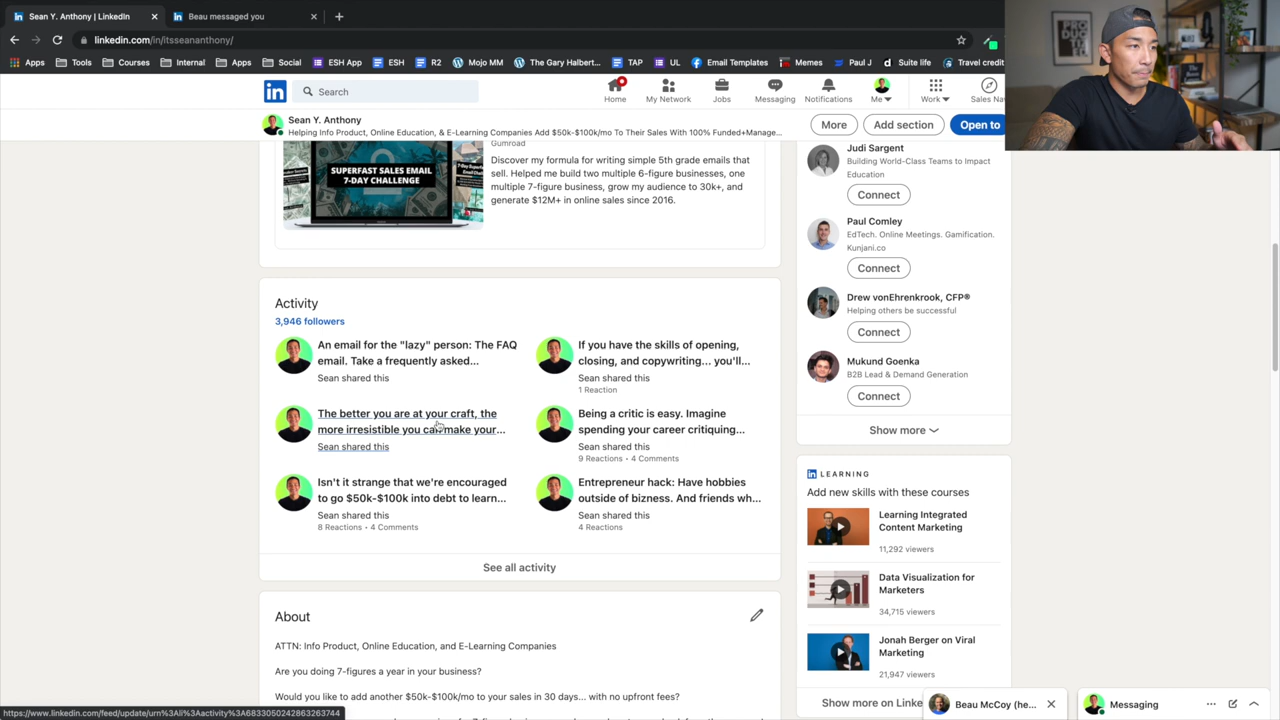 Sean Y. Anthony | LinkedIn
Beau messaged you
linkedin.com/in/itsseananthony/
Apps
Tools
Courses
Internal
Apps
Social
ESH App
ESH
R2
Mojo MM
The Gary Halbert...
TAP
UL
Email Templates
Memes
Paul J
Suite life
Travel credit
in
Search
Home
My Network
Jobs
Messaging
Notifications
Me
Work
Sales Na
Sean Y. Anthony
Helping Info Product, Online Education, & E-Learning Companies Add $50k-$100k/mo To Their Sales With 100% Funded+Manage...
More
Add section
Open to
Gumroad
SUPERFAST SALES EMAIL
7-DAY CHALLENGE
Discover my formula for writing simple 5th grade emails that
sell. Helped me build two multiple 6-figure businesses, one
multiple 7-figure business, grow my audience to 30k+, and
generate $12M+ in online sales since 2016.
Activity
3,946 followers
An email for the "lazy" person: The FAQ
email. Take a frequently asked...
Sean shared this
If you have the skills of opening,
closing, and copywriting... you'll...
Sean shared this
1 Reaction
The better you are at your craft, the
more irresistible you can make your...
Sean shared this
Being a critic is easy. Imagine
spending your career critiquing...
Sean shared this
9 Reactions • 4 Comments
Isn't it strange that we're encouraged
to go $50k-$100k into debt to learn...
Sean shared this
8 Reactions • 4 Comments
Entrepreneur hack: Have hobbies
outside of bizness. And friends wh...
Sean shared this
4 Reactions
See all activity
About
ATTN: Info Product, Online Education, and E-Learning Companies
Are you doing 7-figures a year in your business?
Would you like to add another $50k-$100k/mo to your sales in 30 days... with no upfront fees?
https://www.linkedin.com/feed/update/urn%3Ali%3Aactivity%3A6833050242863263744
Judi Sargent
Building World-Class Teams to Impact
Education
Connect
Paul Comley
EdTech. Online Meetings. Gamification.
Kunjani.co
Connect
Drew vonEhrenkrook, CFP®
Helping others be successful
Connect
Mukund Goenka
B2B Lead & Demand Generation
Connect
Show more
in LEARNING
Add new skills with these courses
Learning Integrated
Content Marketing
11,292 viewers
Data Visualization for
Marketers
34,715 viewers
Jonah Berger on Viral
Marketing
21,947 viewers
Show more on Linke
Beau McCoy (he...
Messaging